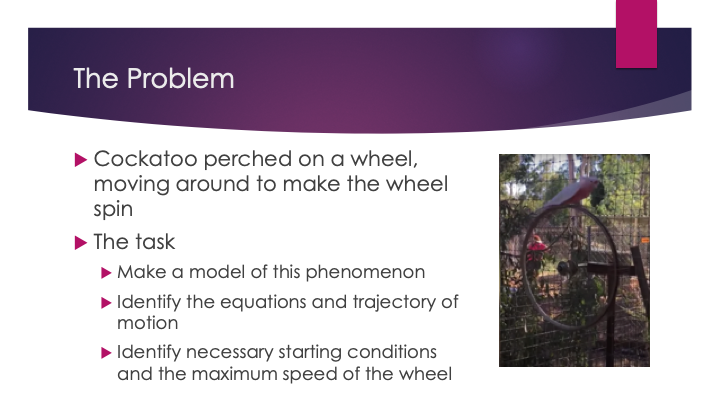 The Problem
Cockatoo perched on a wheel,
moving around to make the wheel
spin
The task
Make a model of this phenomenon
Identify the equations and trajectory of
motion
Identify necessary starting conditions
and the maximum speed of the wheel